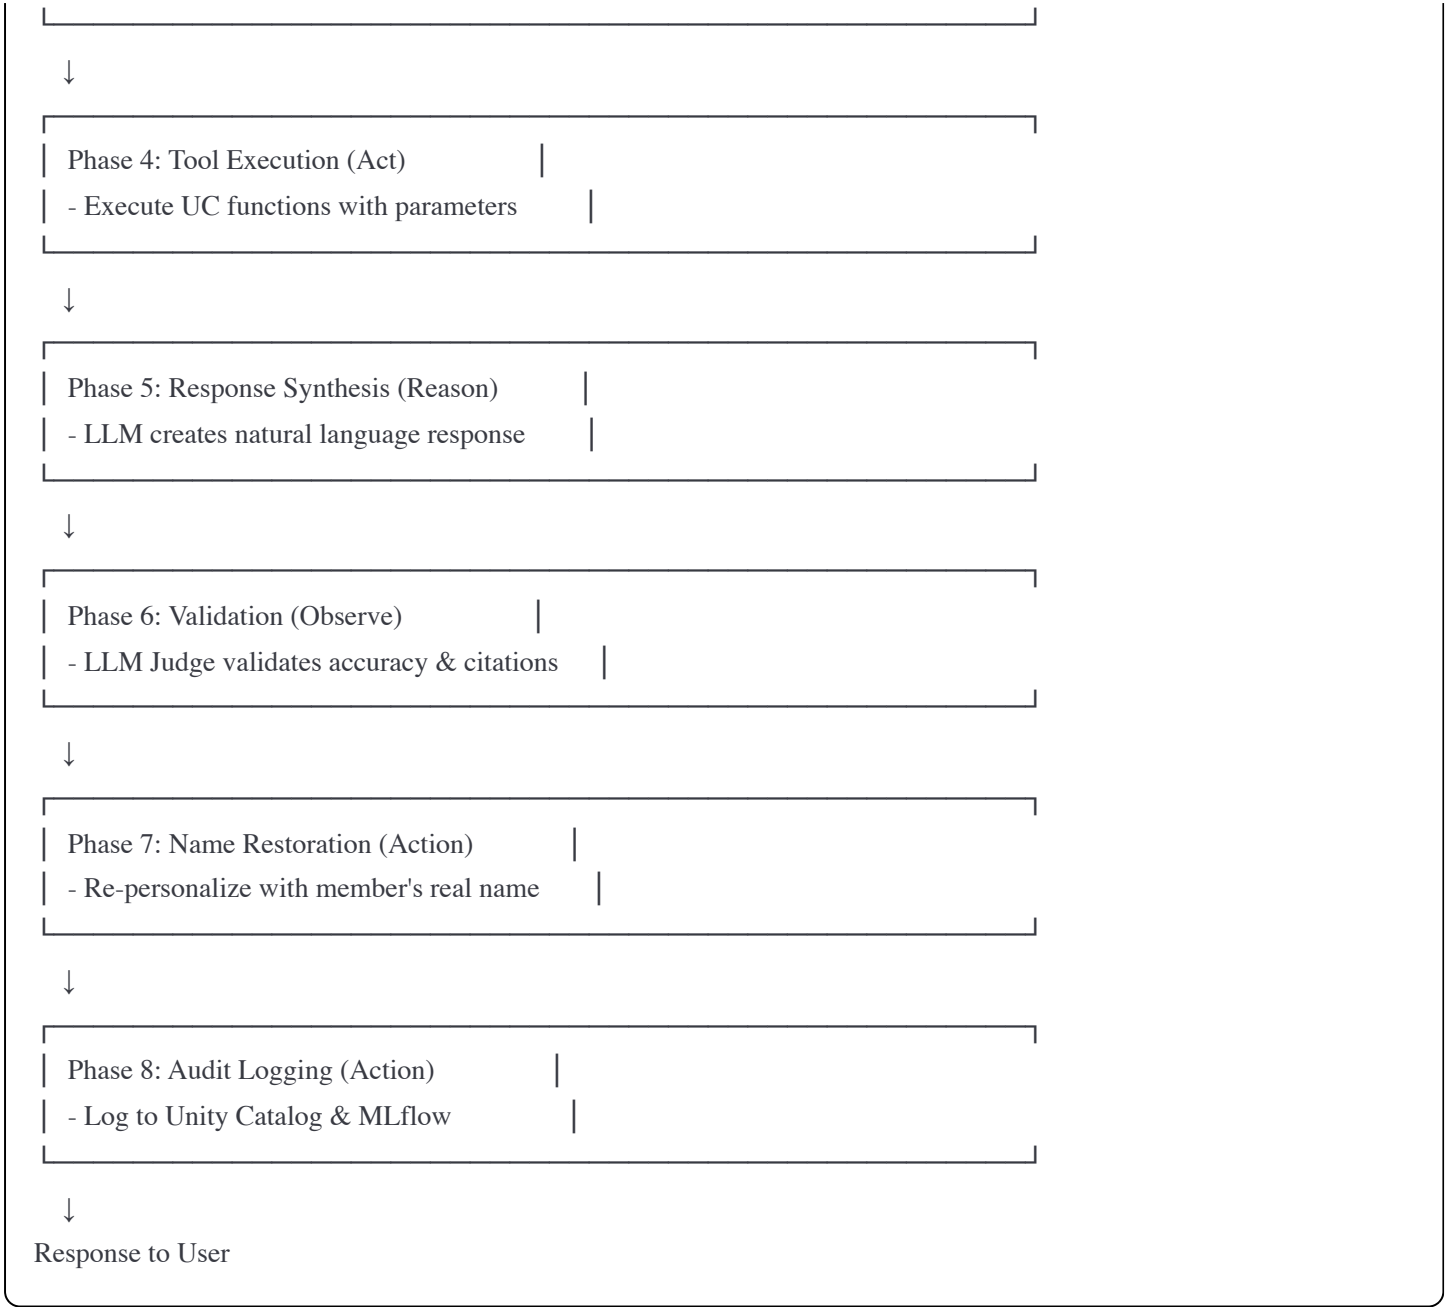 ↓
Phase 4: Tool Execution (Act)
- Execute UC functions with parameters
↓
Phase 5: Response Synthesis (Reason)
- LLM creates natural language response
↓
Phase 6: Validation (Observe)
- LLM Judge validates accuracy & citations
↓
Phase 7: Name Restoration (Action)
- Re-personalize with member's real name
↓
Phase 8: Audit Logging (Action)
- Log to Unity Catalog & MLflow
↓
Response to User